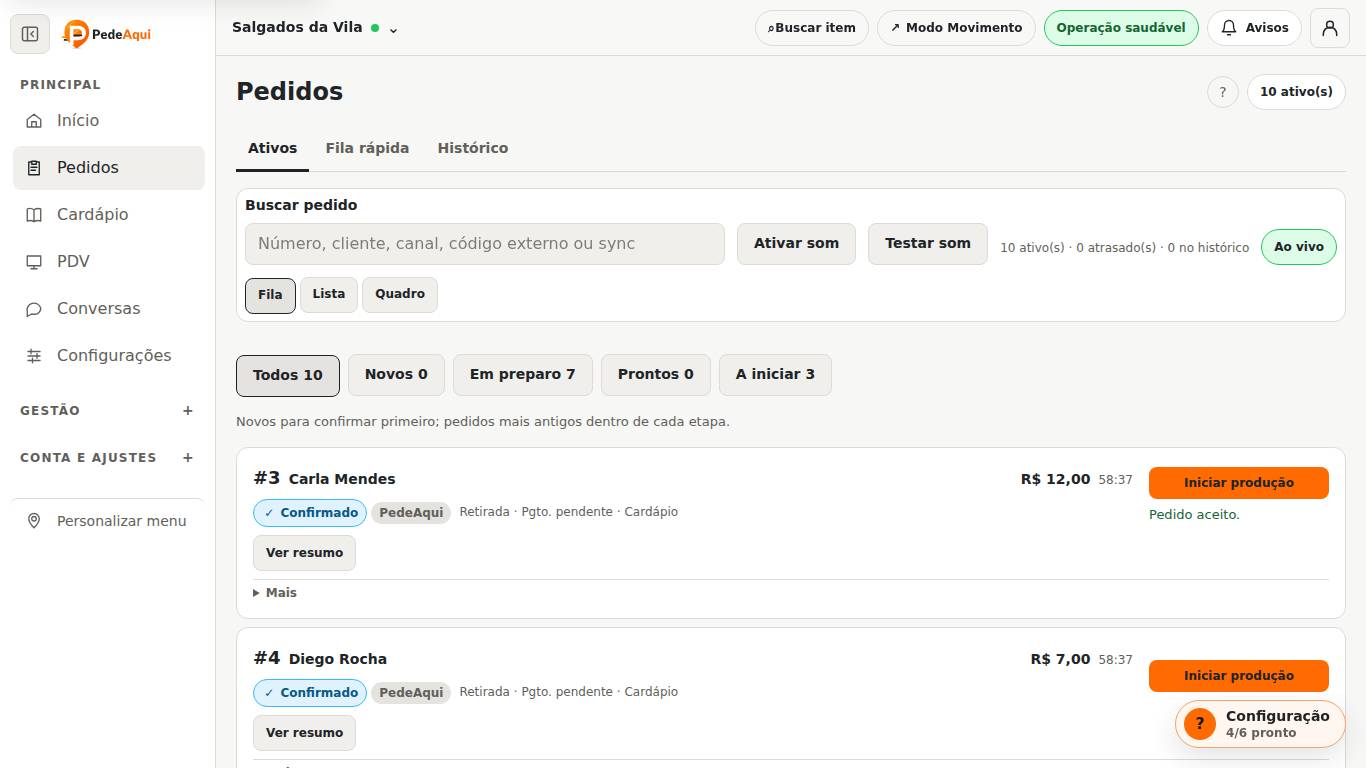 PedeAqui
PRINCIPAL
Início
Pedidos
Cardápio
PDV
Conversas
Configurações
GESTÃO +
CONTA E AJUSTES +
Personalizar menu
Salgados da Vila
Buscar item
↗ Modo Movimento
Operação saudável
Avisos
Pedidos
?
10 ativo(s)
Ativos
Fila rápida
Histórico
Buscar pedido
Número, cliente, canal, código externo ou sync
Ativar som
Testar som
10 ativo(s) · 0 atrasado(s) · 0 no histórico
Ao vivo
Fila
Lista
Quadro
Todos 10
Novos 0
Em preparo 7
Prontos 0
A iniciar 3
Novos para confirmar primeiro; pedidos mais antigos dentro de cada etapa.
#3 Carla Mendes
R$ 12,00 58:37
Iniciar produção
✓ Confirmado PedeAqui Retirada · Pgto. pendente · Cardápio
Pedido aceito.
Ver resumo
Mais
#4 Diego Rocha
R$ 7,00 58:37
Iniciar produção
✓ Confirmado PedeAqui Retirada · Pgto. pendente · Cardápio
Ver resumo
?
Configuração
4/6 pronto